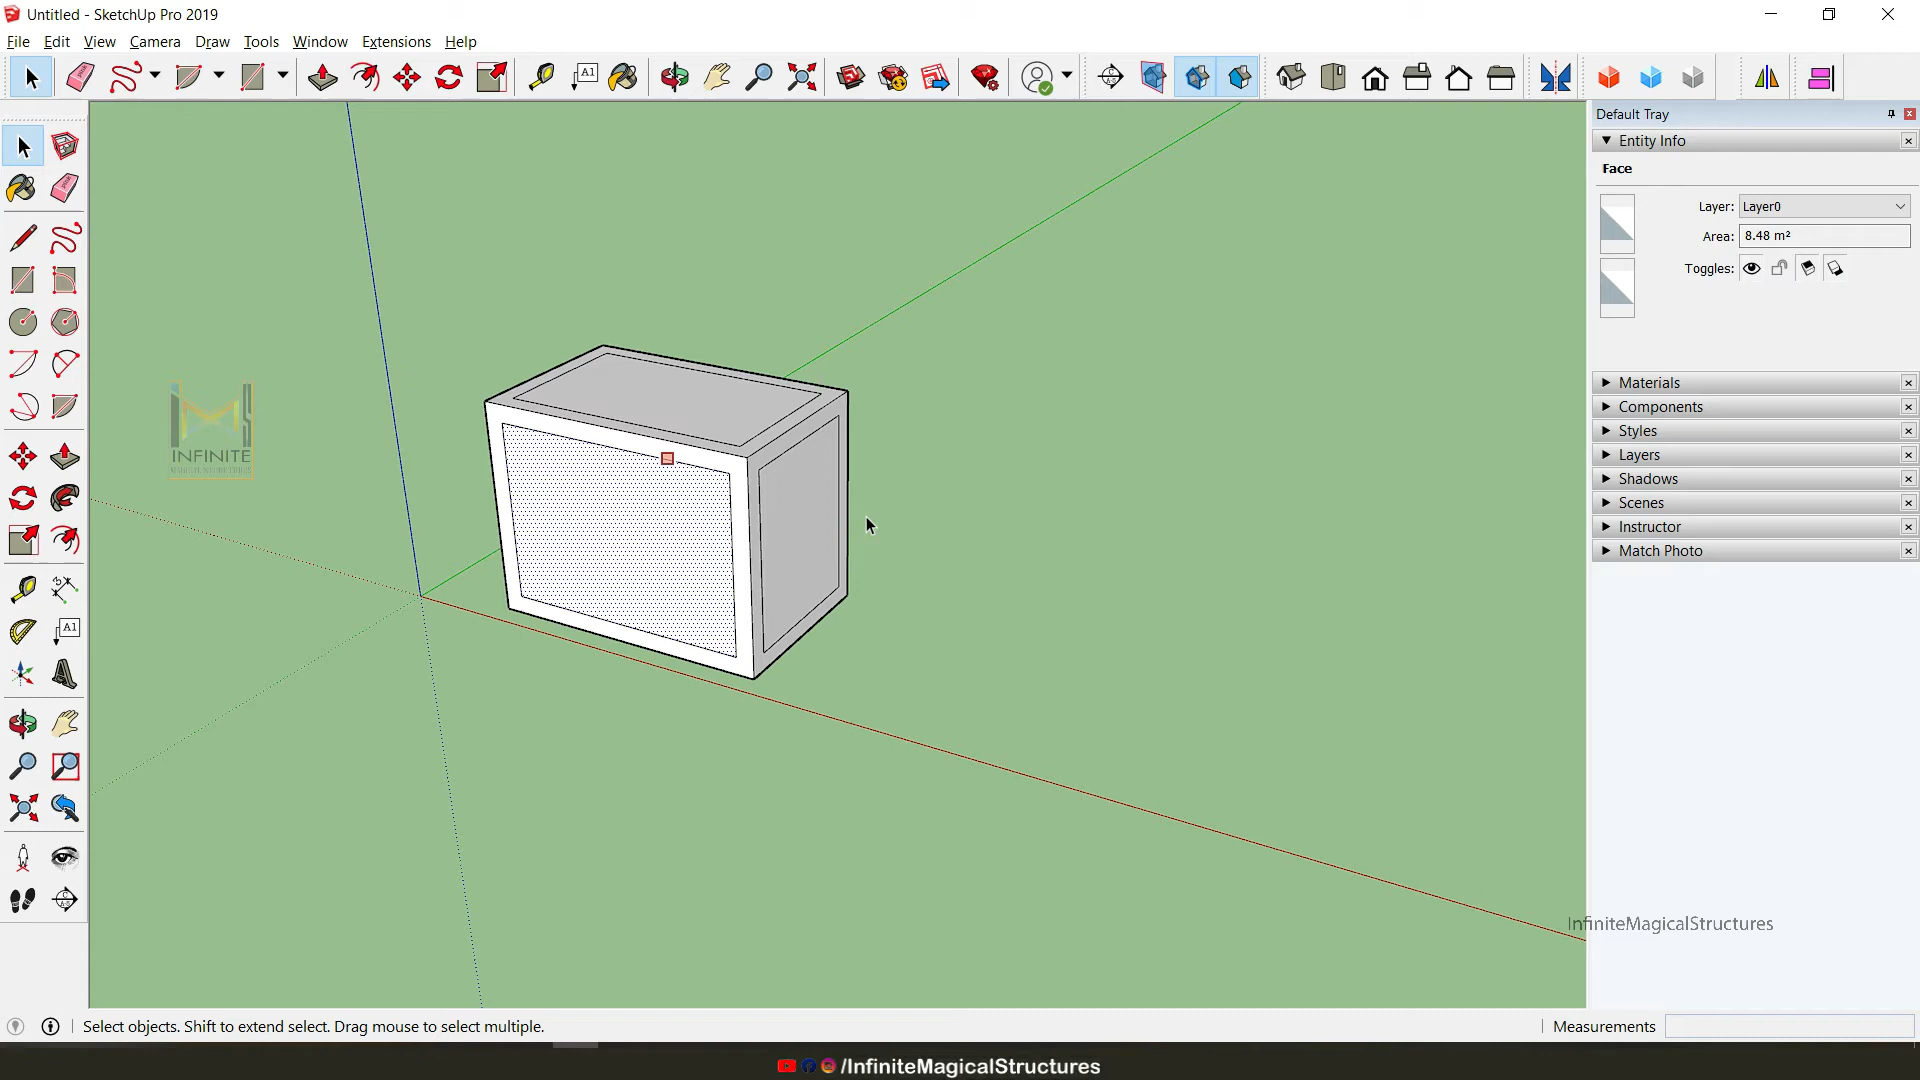 Untitled - SketchUp Pro 2019
File Edit View Camera Draw Tools Window Extensions Help
A1
Default Tray
Entity Info
Face
Layer: Layer0
Area: 8.48 m²
Toggles:
Materials
Components
Styles
Layers
Shadows
Scenes
Instructor
Match Photo
A1
INFINITE
InfiniteMagicalStructures
Select objects. Shift to extend select. Drag mouse to select multiple.
Measurements
/InfiniteMagicalStructures